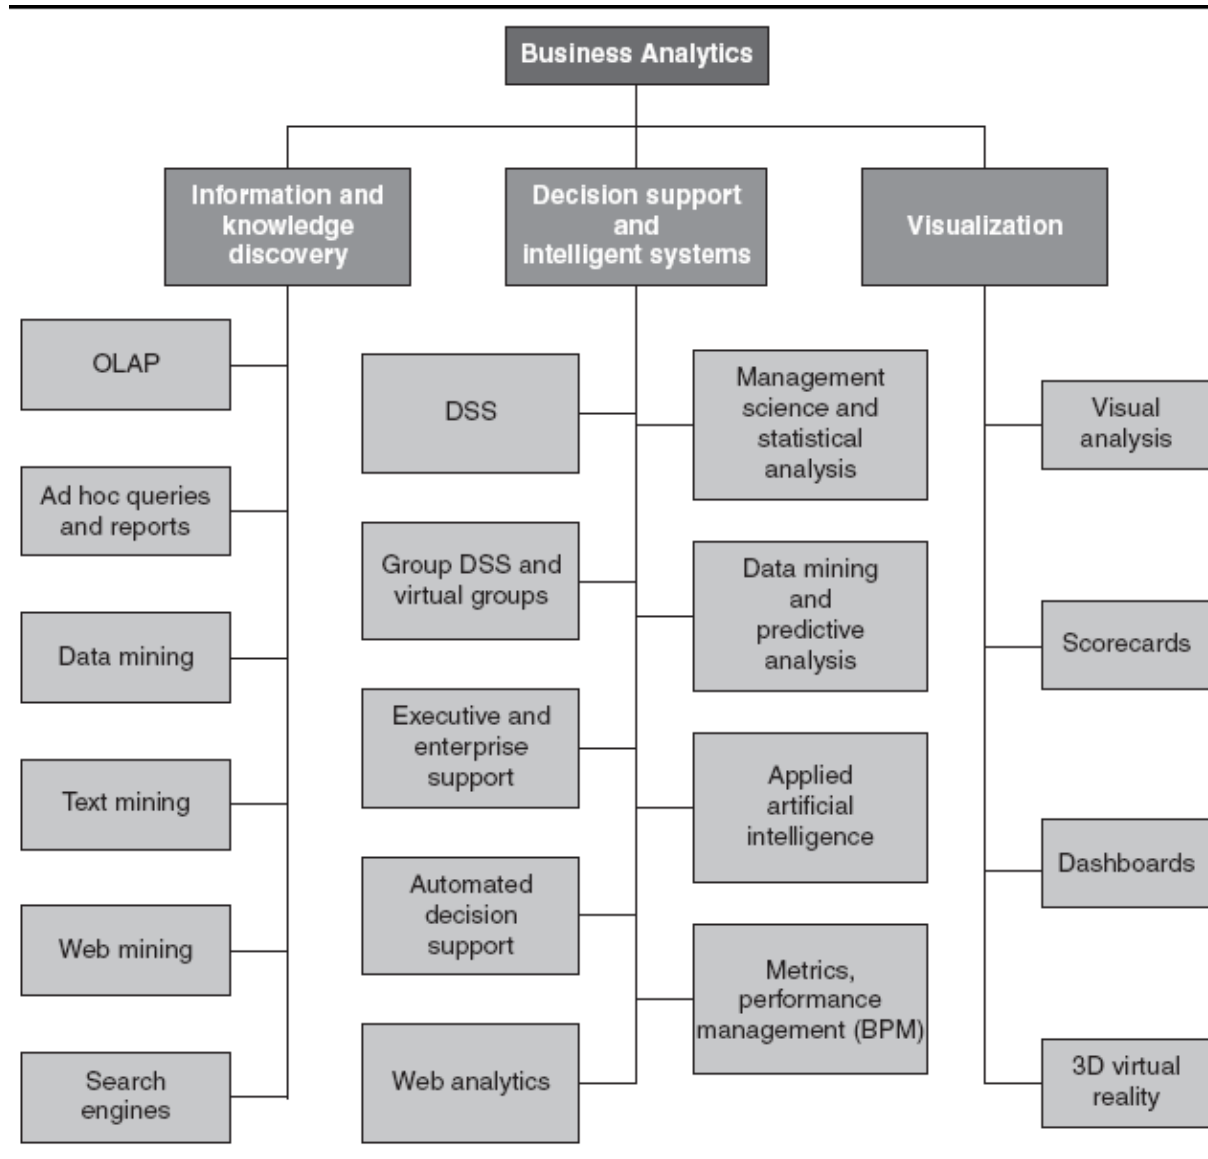 Business Analytics
Information and
knowledge
discovery
Decision support
and
intelligent systems
Visualization
OLAP
Ad hoc queries
and reports
Data mining
Text mining
Web mining
Search
engines
DSS
Group DSS and
virtual groups
Executive and
enterprise
support
Automated
decision
support
Web analytics
Management
science and
statistical
analysis
Data mining
and
predictive
analysis
Applied
artificial
intelligence
Metrics,
performance
management (BPM)
Visual
analysis
Scorecards
Dashboards
3D virtual
reality